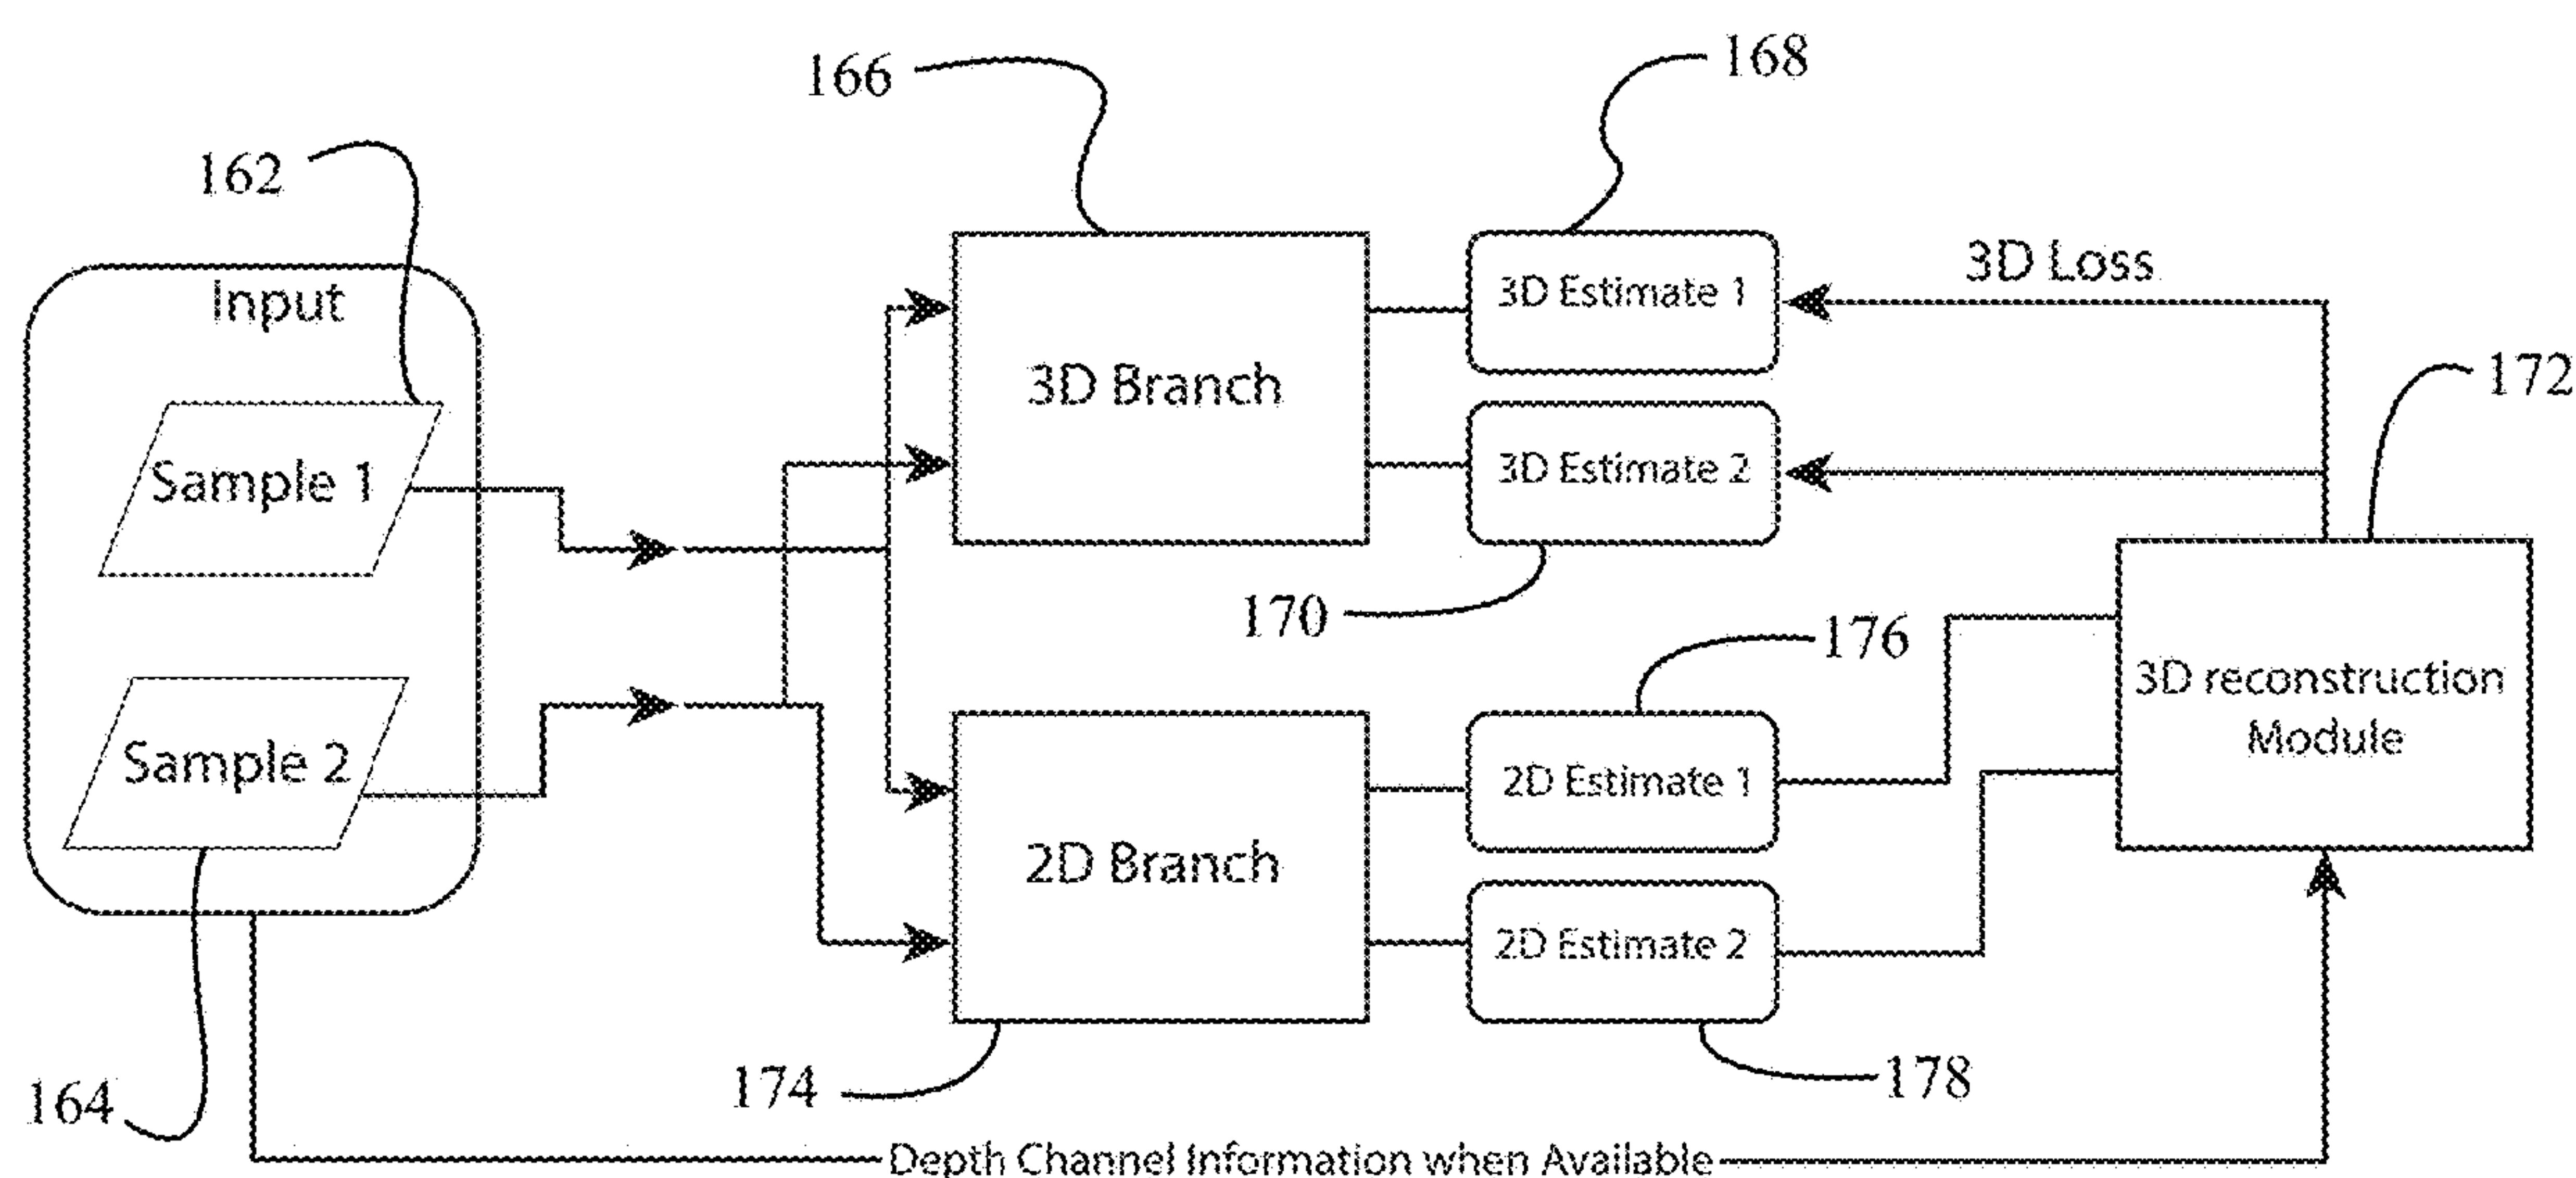 166
168
162
Input
3D Estimate 1
3D Loss
3D Branch
172
Sample 1
3D Estimate 2
170
176
3D reconstruction
Module
Sample 2
2D Estimate 1
2D Branch
2D Estimate 2
164
174
178
Depth Channel Information when Available